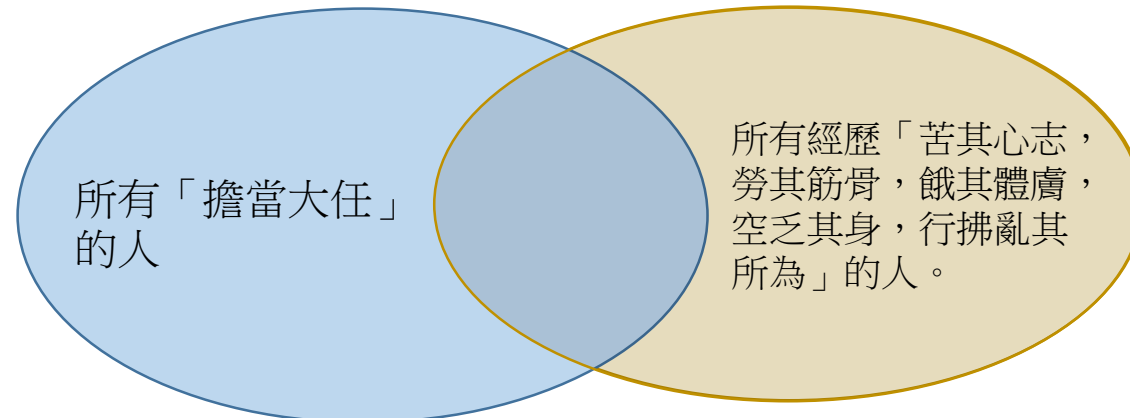 所有「擔當大任」
的人
所有經歷「苦其心志，
勞其筋骨，餓其體膚，
空乏其身，行拂亂其
所為」的人。